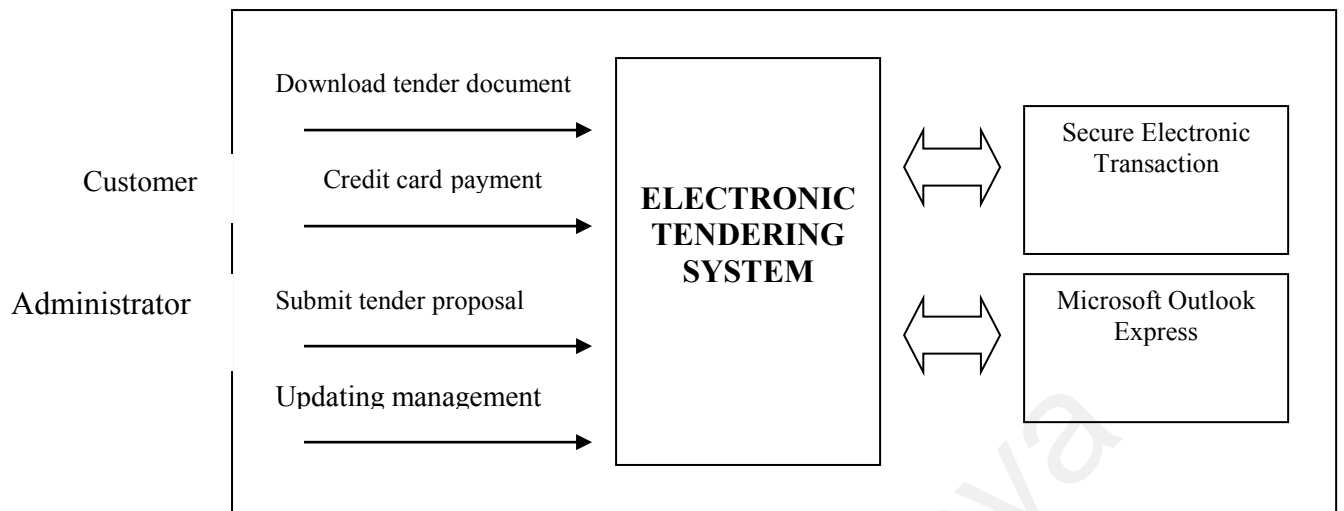 Download tender document
Customer
Credit card payment
Administrator
Submit tender proposal
Updating management
ELECTRONIC
TENDERING
SYSTEM
Secure Electronic
Transaction
Microsoft Outlook
Express